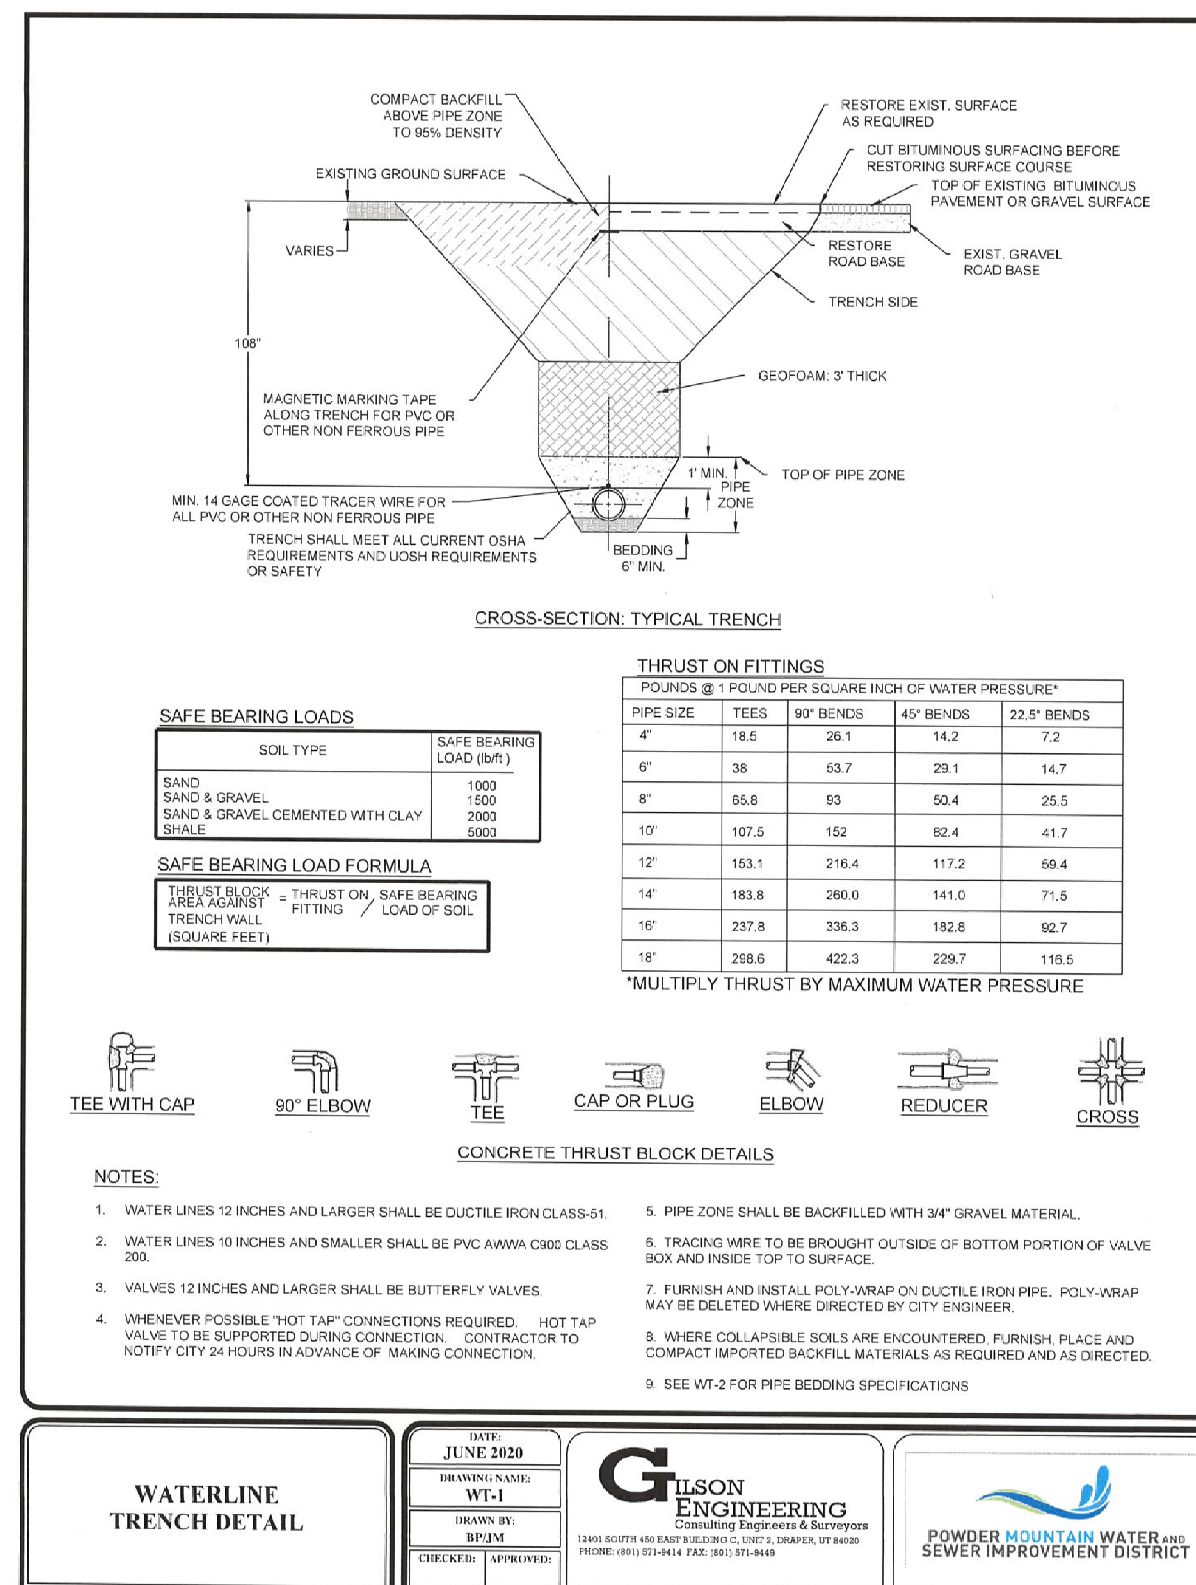 COMPACT BACKFILL
ABOVE PIPE ZONE
TO 95% DENSITY
RESTORE EXIST. SURFACE
AS REQUIRED
CUT BITUMINOUS SURFACING BEFORE
RESTORING SURFACE COURSE
EXISTING GROUND SURFACE
TOP OF EXISTING BITUMINOUS
PAVEMENT OR GRAVEL SURFACE
VARIES
RESTORE
ROAD BASE
EXIST. GRAVEL
ROAD BASE
TRENCH SIDE
108"
GEOFOAM: 3' THICK
MAGNETIC MARKING TAPE
ALONG TRENCH FOR PVC OR
OTHER NON FERROUS PIPE
1' MIN.
PIPE
ZONE
TOP OF PIPE ZONE
MIN. 14 GAGE COATED TRACER WIRE FOR
ALL PVC OR OTHER NON FERROUS PIPE
TRENCH SHALL MEET ALL CURRENT OSHA
REQUIREMENTS AND UOSH REQUIREMENTS
OR SAFETY
BEDDING
6" MIN.
CROSS-SECTION: TYPICAL TRENCH
SAFE BEARING LOADS
SOIL TYPE SAFE BEARING
LOAD (lb/ft )
SAND 1000
SAND & GRAVEL 1500
SAND & GRAVEL CEMENTED WITH CLAY 2000
SHALE 5000
SAFE BEARING LOAD FORMULA
THRUST BLOCK
AREA AGAINST = THRUST ON / SAFE BEARING
TRENCH WALL FITTING LOAD OF SOIL
(SQUARE FEET)
THRUST ON FITTINGS
POUNDS @ 1 POUND PER SQUARE INCH OF WATER PRESSURE*
PIPE SIZE TEES 90° BENDS 45° BENDS 22.5° BENDS
4" 18.5 26.1 14.2 7.2
6" 38 53.7 29.1 14.7
8" 65.8 93 50.4 25.5
10" 107.5 152 82.4 41.7
12" 153.1 216.4 117.2 59.4
14" 183.8 260.0 141.0 71.5
16" 237.8 336.3 182.8 92.7
18" 298.6 422.3 229.7 116.5
*MULTIPLY THRUST BY MAXIMUM WATER PRESSURE
TEE WITH CAP
90° ELBOW
TEE
CAP OR PLUG
ELBOW
REDUCER
CROSS
CONCRETE THRUST BLOCK DETAILS
NOTES:
1. WATER LINES 12 INCHES AND LARGER SHALL BE DUCTILE IRON CLASS-51.
2. WATER LINES 10 INCHES AND SMALLER SHALL BE PVC AWWA C900 CLASS
200.
3. VALVES 12 INCHES AND LARGER SHALL BE BUTTERFLY VALVES.
4. WHENEVER POSSIBLE "HOT TAP" CONNECTIONS REQUIRED. HOT TAP
VALVE TO BE SUPPORTED DURING CONNECTION. CONTRACTOR TO
NOTIFY CITY 24 HOURS IN ADVANCE OF MAKING CONNECTION.
5. PIPE ZONE SHALL BE BACKFILLED WITH 3/4" GRAVEL MATERIAL.
6. TRACING WIRE TO BE BROUGHT OUTSIDE OF BOTTOM PORTION OF VALVE
BOX AND INSIDE TOP TO SURFACE.
7. FURNISH AND INSTALL POLY-WRAP ON DUCTILE IRON PIPE. POLY-WRAP
MAY BE DELETED WHERE DIRECTED BY CITY ENGINEER.
8. WHERE COLLAPSIBLE SOILS ARE ENCOUNTERED, FURNISH, PLACE AND
COMPACT IMPORTED BACKFILL MATERIALS AS REQUIRED AND AS DIRECTED.
9. SEE WT-2 FOR PIPE BEDDING SPECIFICATIONS
WATERLINE
TRENCH DETAIL
DATE:
JUNE 2020
DRAWING NAME:
WT-1
DRAWN BY:
BP/JM
CHECKED: APPROVED:
GILSON
ENGINEERING
Consulting Engineers & Surveyors
12401 SOUTH 450 EAST BUILDING C, UNIT 2, DRAPER, UT 84020
PHONE: (801) 571-9414 FAX: (801) 571-9449
POWDER MOUNTAIN WATER AND
SEWER IMPROVEMENT DISTRICT